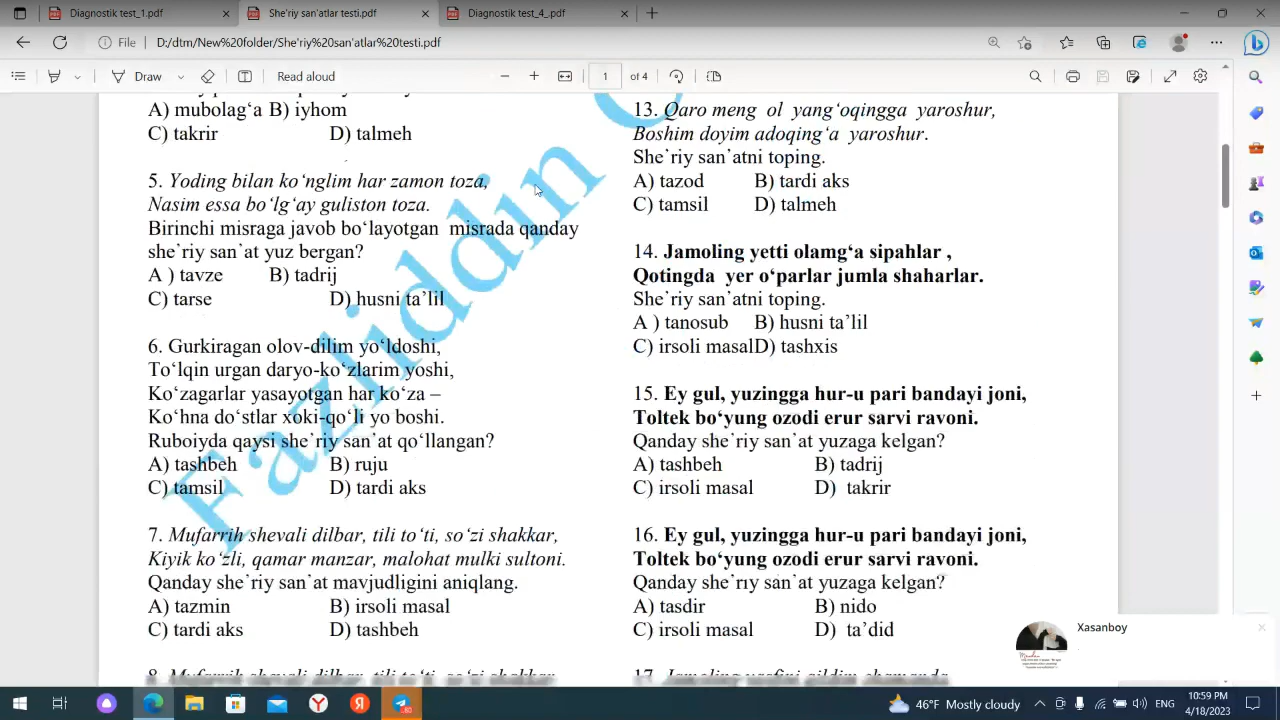 Diagnostik test_1.pdf
She'riy san'atlar testi.pdf
Diagnostik test_4_.pdf
File
D:/dtm/New%20folder/She'riy%20san'atlar%20testi.pdf
Draw
Read aloud
1
of 4
A) mubolag‘a B) iyhom
C) takrir D) talmeh
5. Yoding bilan ko‘nglim har zamon toza,
Nasim essa bo‘lg‘ay guliston toza.
Birinchi misraga javob bo‘layotgan misrada qanday
she’riy san’at yuz bergan?
A ) tavze B) tadrij
C) tarse D) husni ta’lil
6. Gurkiragan olov-dilim yo‘ldoshi,
To‘lqin urgan daryo-ko‘zlarim yoshi,
Ko‘zagarlar yasayotgan har ko‘za –
Ko‘hna do‘stlar xoki-qo‘li yo boshi.
Ruboiyda qaysi she’riy san’at qo‘llangan?
A) tashbeh B) ruju
C) tamsil D) tardi aks
7. Mufarrih shevali dilbar, tili to‘ti, so‘zi shakkar,
Kiyik ko‘zli, qamar manzar, malohat mulki sultoni.
Qanday she’riy san’at mavjudligini aniqlang.
A) tazmin B) irsoli masal
C) tardi aks D) tashbeh
13. Qaro meng ol yang‘oqingga yaroshur,
Boshim doyim adoqing‘a yaroshur.
She’riy san’atni toping.
A) tazod B) tardi aks
C) tamsil D) talmeh
14. Jamoling yetti olamg‘a sipahlar ,
Qotingda yer o‘parlar jumla shaharlar.
She’riy san’atni toping.
A ) tanosub B) husni ta’lil
C) irsoli masalD) tashxis
15. Ey gul, yuzingga hur-u pari bandayi joni,
Toltek bo‘yung ozodi erur sarvi ravoni.
Qanday she’riy san’at yuzaga kelgan?
A) tashbeh B) tadrij
C) irsoli masal D) takrir
16. Ey gul, yuzingga hur-u pari bandayi joni,
Toltek bo‘yung ozodi erur sarvi ravoni.
Qanday she’riy san’at yuzaga kelgan?
A) tasdir B) nido
C) irsoli masal D) ta’did
Fazliddin
Xasanboy
46°F Mostly cloudy
ENG
10:59 PM
4/18/2023